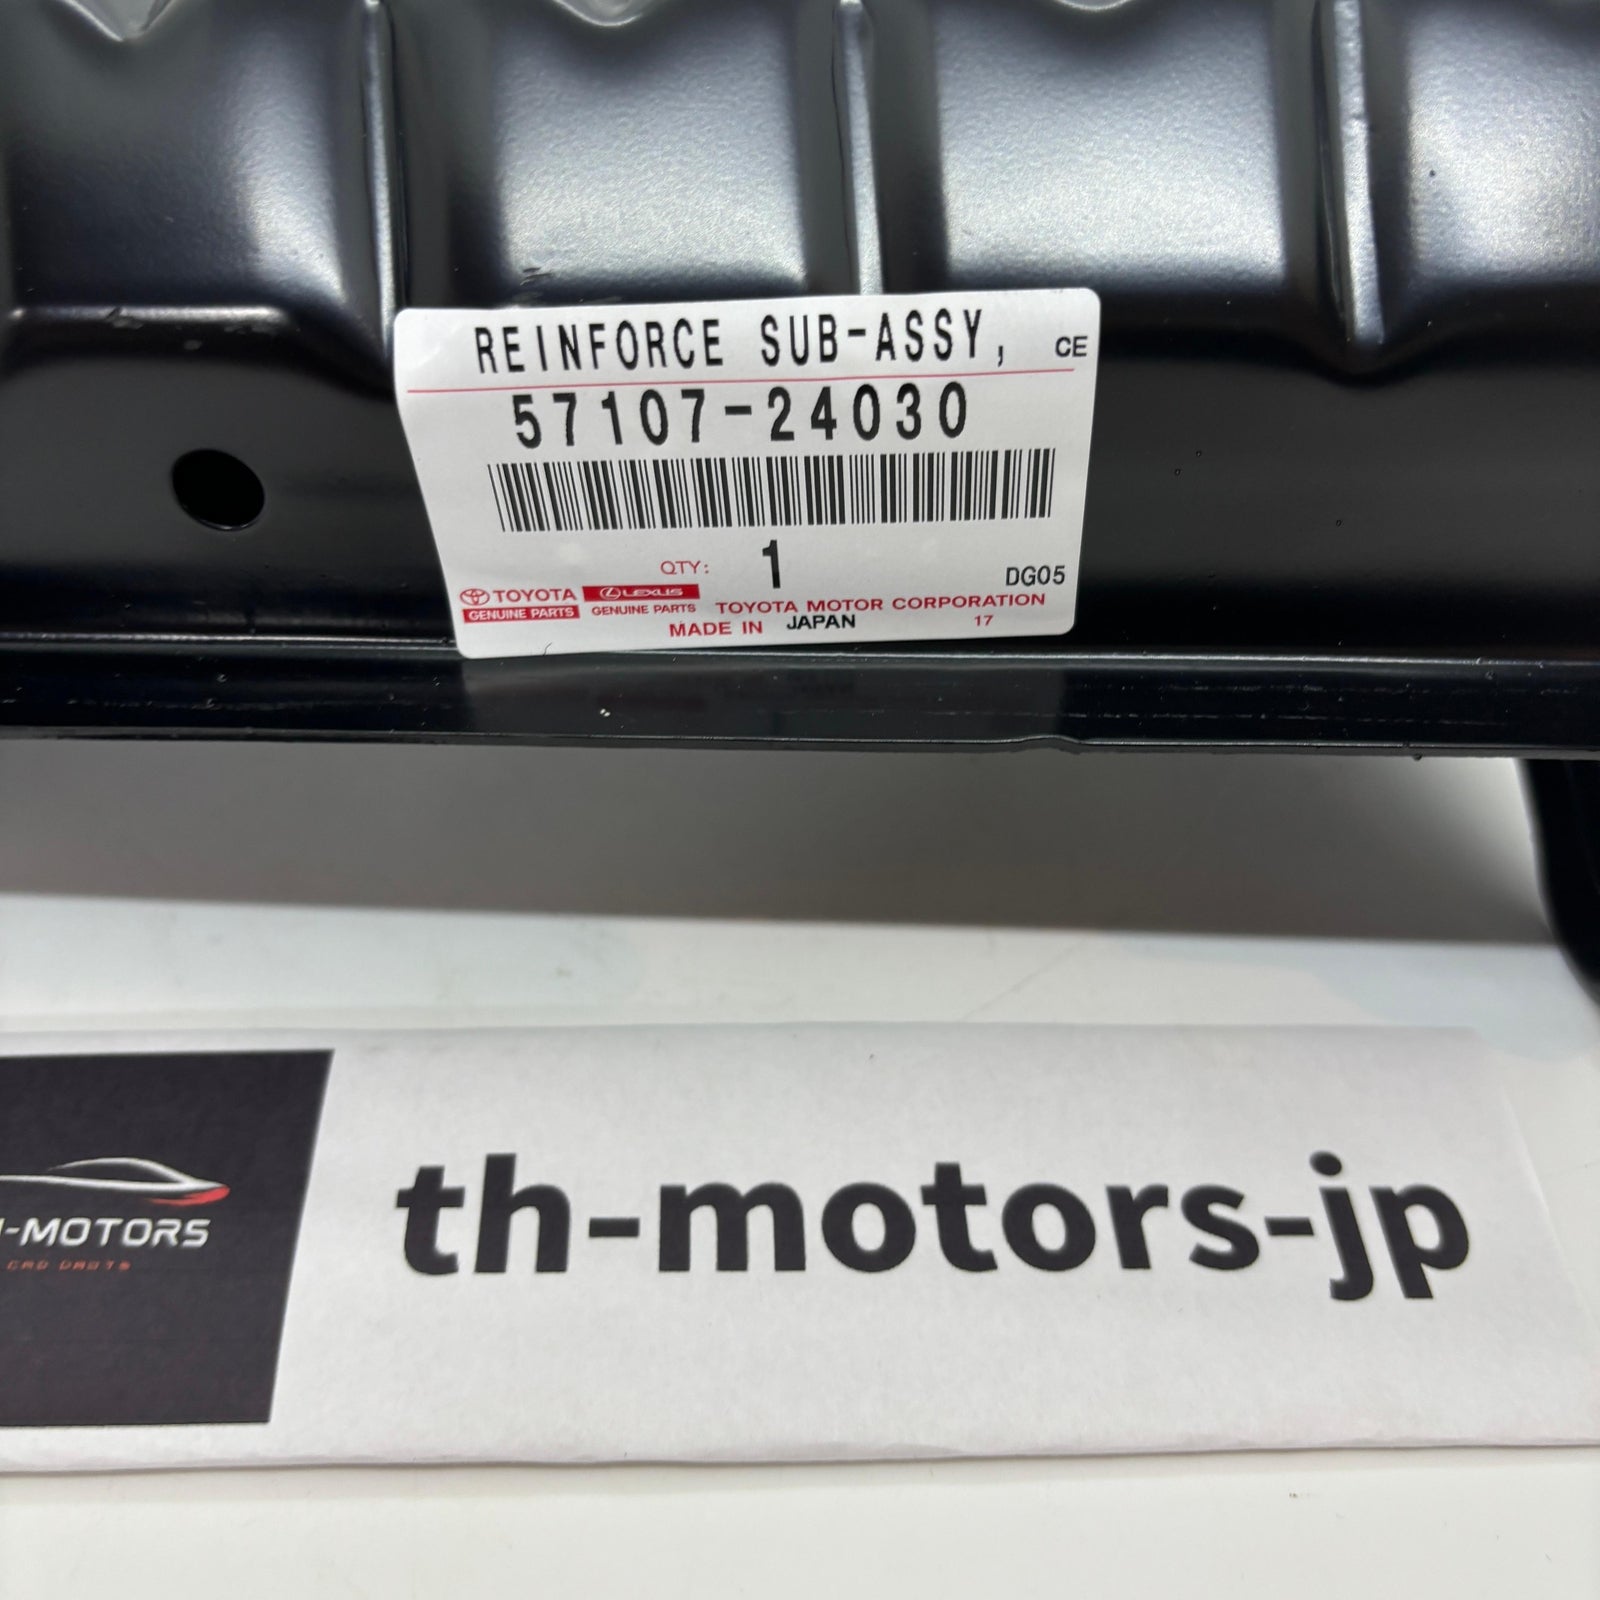 REINFORCE SUB-ASSY, CE
57107-24030
QTY: 1
DG05
TOYOTA LEXUS
GENUINE PARTS GENUINE PARTS TOYOTA MOTOR CORPORATION
MADE IN JAPAN 17
th-motors-jp
-MOTORS